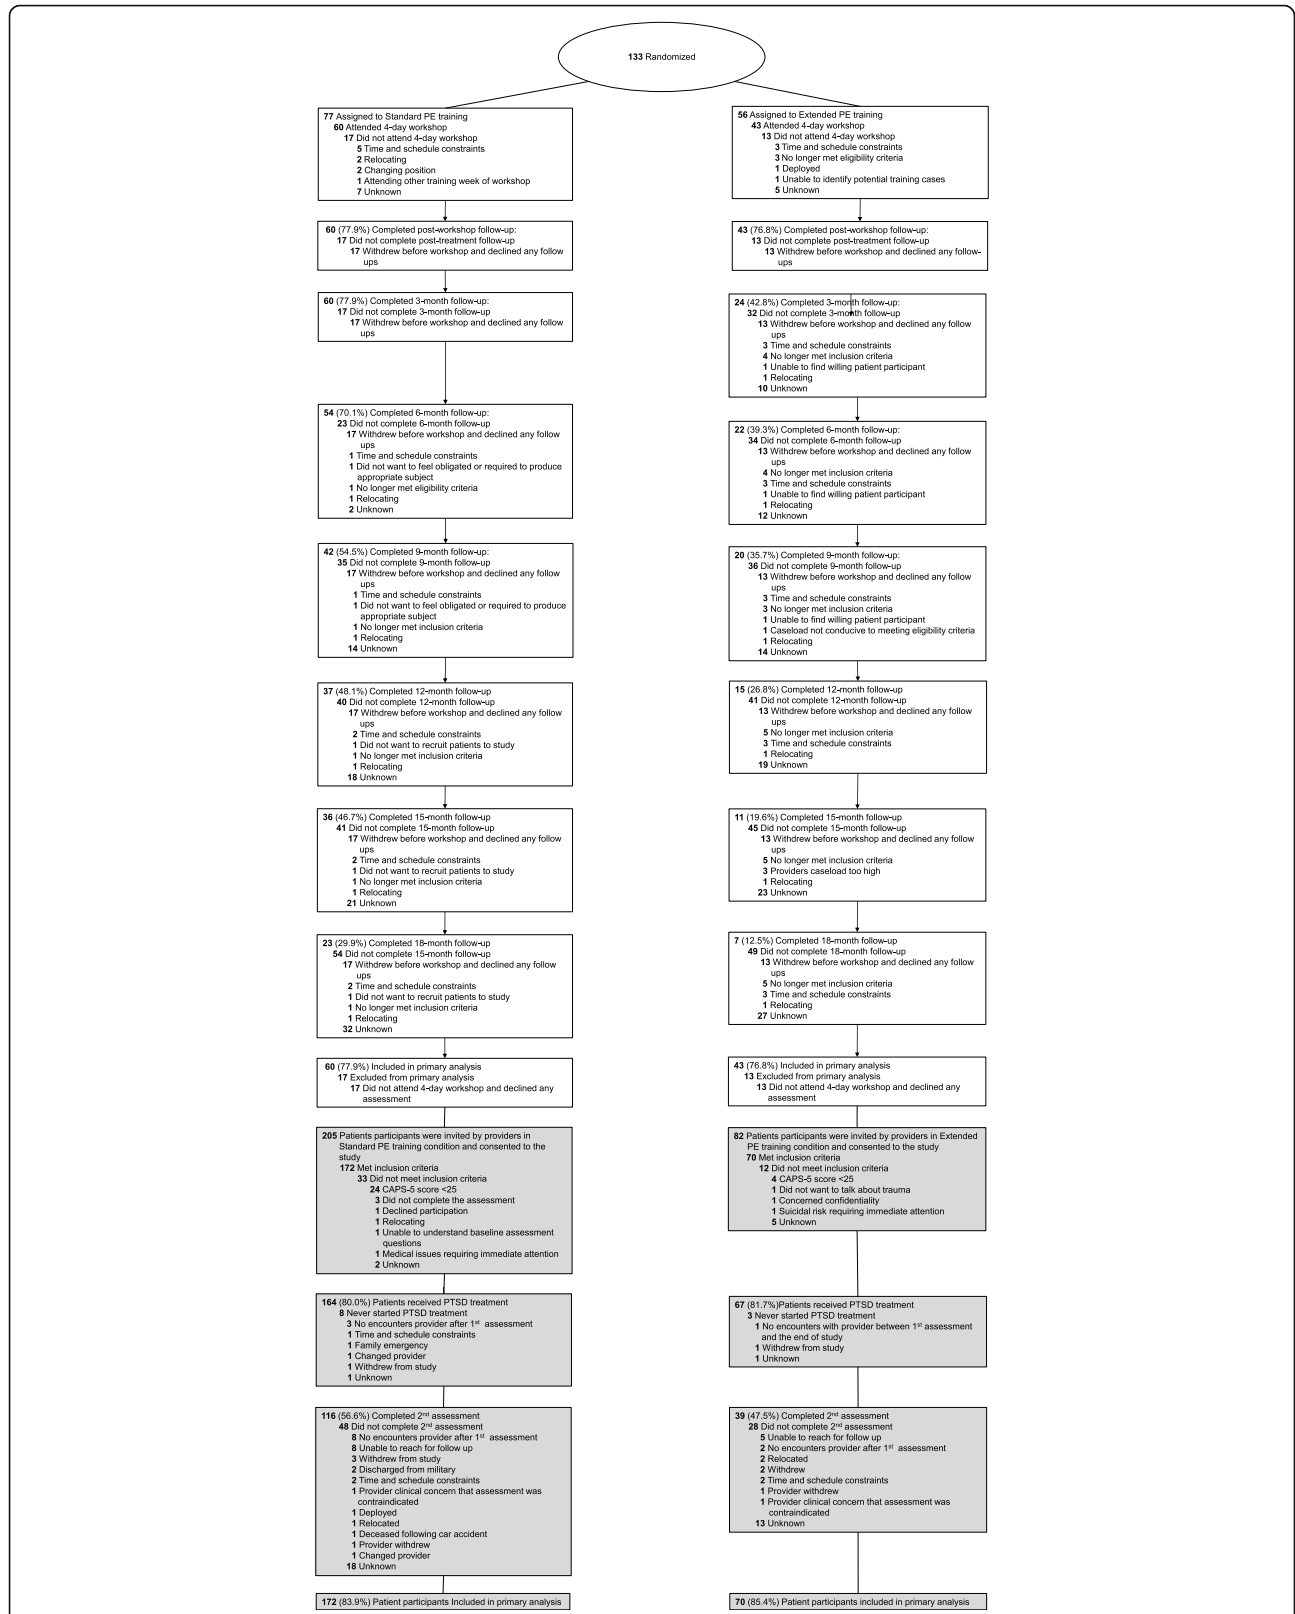 133 Randomized
77 Assigned to Standard PE training
60 Attended 4-day workshop
17 Did not attend 4-day workshop
5 Time and schedule constraints
2 Relocating
2 Changing position
1 Attending other training week of workshop
7 Unknown
60 (77.9%) Completed post-workshop follow-up:
17 Did not complete post-treatment follow-up
17 Withdrew before workshop and declined any follow
ups
60 (77.9%) Completed 3-month follow-up:
17 Did not complete 3-month follow-up
17 Withdrew before workshop and declined any follow
ups
54 (70.1%) Completed 6-month follow-up:
23 Did not complete 6-month follow-up
17 Withdrew before workshop and declined any follow
ups
1 Time and schedule constraints
1 Did not want to feel obligated or required to produce
appropriate subject
1 No longer met eligibility criteria
1 Relocating
2 Unknown
42 (54.5%) Completed 9-month follow-up:
35 Did not complete 9-month follow-up
17 Withdrew before workshop and declined any follow
ups
1 Time and schedule constraints
1 Did not want to feel obligated or required to produce
appropriate subject
1 No longer met inclusion criteria
1 Relocating
14 Unknown
37 (48.1%) Completed 12-month follow-up
40 Did not complete 12-month follow-up
17 Withdrew before workshop and declined any follow
ups
2 Time and schedule constraints
1 Did not want to recruit patients to study
1 No longer met inclusion criteria
1 Relocating
18 Unknown
36 (46.7%) Completed 15-month follow-up
41 Did not complete 15-month follow-up
17 Withdrew before workshop and declined any follow
ups
2 Time and schedule constraints
1 Did not want to recruit patients to study
1 No longer met inclusion criteria
1 Relocating
21 Unknown
23 (29.9%) Completed 18-month follow-up
54 Did not complete 15-month follow-up
17 Withdrew before workshop and declined any follow
ups
2 Time and schedule constraints
1 Did not want to recruit patients to study
1 No longer met inclusion criteria
1 Relocating
32 Unknown
60 (77.9%) Included in primary analysis
17 Excluded from primary analysis
17 Did not attend 4-day workshop and declined any
assessment
205 Patients participants were invited by providers in
Standard PE training condition and consented to the
study
172 Met inclusion criteria
33 Did not meet inclusion criteria
24 CAPS-5 score <25
3 Did not complete the assessment
1 Declined participation
1 Relocating
1 Unable to understand baseline assessment
questions
1 Medical issues requiring immediate attention
2 Unknown
164 (80.0%) Patients received PTSD treatment
8 Never started PTSD treatment
3 No encounters provider after 1st assessment
1 Time and schedule constraints
1 Family emergency
1 Changed provider
1 Withdrew from study
1 Unknown
116 (56.6%) Completed 2nd assessment
48 Did not complete 2nd assessment
8 No encounters provider after 1st assessment
8 Unable to reach for follow up
3 Withdrew from study
2 Discharged from military
2 Time and schedule constraints
1 Provider clinical concern that assessment was
contraindicated
1 Deployed
1 Relocated
1 Deceased following car accident
1 Provider withdrew
1 Changed provider
18 Unknown
172 (83.9%) Patient participants Included in primary analysis
56 Assigned to Extended PE training
43 Attended 4-day workshop
13 Did not attend 4-day workshop
3 Time and schedule constraints
3 No longer met eligibility criteria
1 Deployed
1 Unable to identify potential training cases
5 Unknown
43 (76.8%) Completed post-workshop follow-up:
13 Did not complete post-treatment follow-up
13 Withdrew before workshop and declined any follow-
ups
24 (42.8%) Completed 3-month follow-up:
32 Did not complete 3-month follow-up
13 Withdrew before workshop and declined any follow
ups
3 Time and schedule constraints
4 No longer met inclusion criteria
1 Unable to find willing patient participant
1 Relocating
10 Unknown
22 (39.3%) Completed 6-month follow-up:
34 Did not complete 6-month follow-up
13 Withdrew before workshop and declined any follow
ups
4 No longer met inclusion criteria
3 Time and schedule constraints
1 Unable to find willing patient participant
1 Relocating
12 Unknown
20 (35.7%) Completed 9-month follow-up:
36 Did not complete 9-month follow-up
13 Withdrew before workshop and declined any follow
ups
3 Time and schedule constraints
3 No longer met inclusion criteria
1 Unable to find willing patient participant
1 Caseload not conducive to meeting eligibility criteria
1 Relocating
14 Unknown
15 (26.8%) Completed 12-month follow-up
41 Did not complete 12-month follow-up
13 Withdrew before workshop and declined any follow
ups
5 No longer met inclusion criteria
3 Time and schedule constraints
1 Relocating
19 Unknown
11 (19.6%) Completed 15-month follow-up
45 Did not complete 15-month follow-up
13 Withdrew before workshop and declined any follow
ups
5 No longer met inclusion criteria
3 Providers caseload too high
1 Relocating
23 Unknown
7 (12.5%) Completed 18-month follow-up
49 Did not complete 18-month follow-up
13 Withdrew before workshop and declined any follow
ups
5 No longer met inclusion criteria
3 Time and schedule constraints
1 Relocating
27 Unknown
43 (76.8%) Included in primary analysis
13 Excluded from primary analysis
13 Did not attend 4-day workshop and declined any
assessment
82 Patients participants were invited by providers in Extended
PE training condition and consented to the study
70 Met inclusion criteria
12 Did not meet inclusion criteria
4 CAPS-5 score <25
1 Did not want to talk about trauma
1 Concerned confidentiality
1 Suicidal risk requiring immediate attention
5 Unknown
67 (81.7%)Patients received PTSD treatment
3 Never started PTSD treatment
1 No encounters with provider between 1st assessment
and the end of study
1 Withdrew from study
1 Unknown
39 (47.5%) Completed 2nd assessment
28 Did not complete 2nd assessment
5 Unable to reach for follow up
2 No encounters provider after 1st assessment
2 Relocated
2 Withdrew
2 Time and schedule constraints
1 Provider withdrew
1 Provider clinical concern that assessment was
contraindicated
13 Unknown
70 (85.4%) Patient participants included in primary analysis